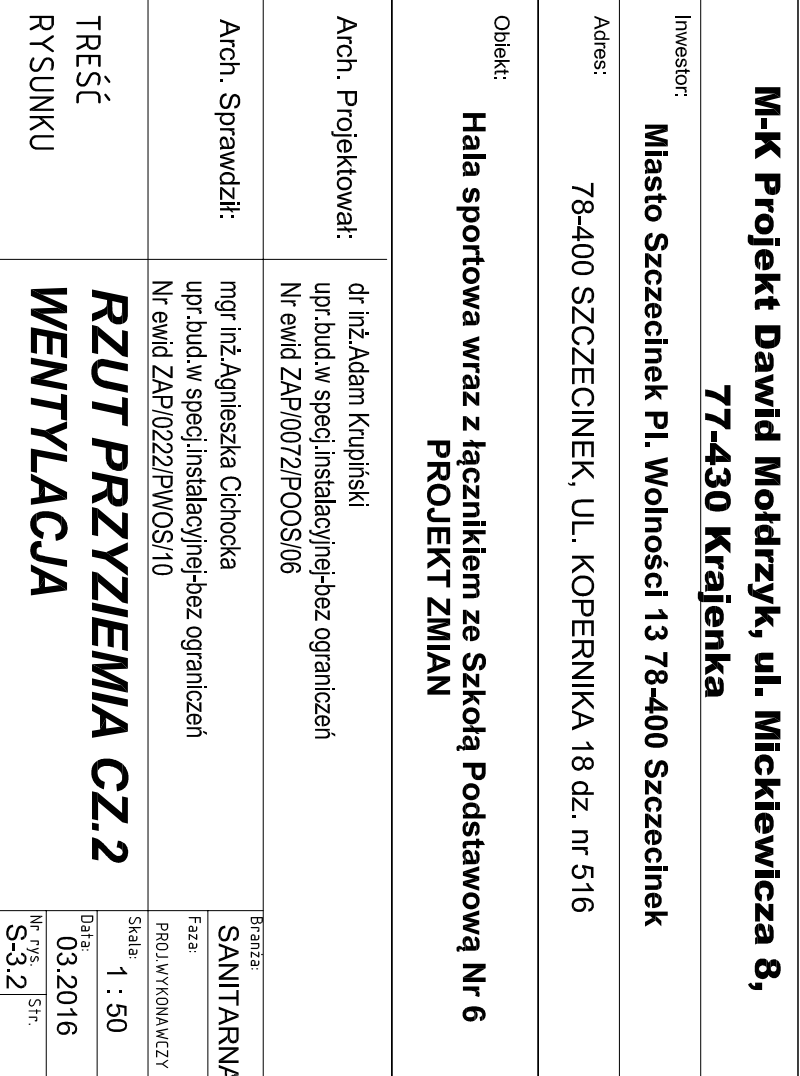 M-K Projekt Dawid Mołdrzyk, ul. Mickiewicza 8,
77-430 Krajenka
Inwestor:
Miasto Szczecinek Pl. Wolności 13 78-400 Szczecinek
Adres:
78-400 SZCZECINEK, UL. KOPERNIKA 18 dz. nr 516
Obiekt:
Hala sportowa wraz z łącznikiem ze Szkołą Podstawową Nr 6
PROJEKT ZMIAN
Arch. Projektował:
dr inż.Adam Krupiński
upr.bud.w specj.instalacyjnej-bez ograniczeń
Nr ewid ZAP/0072/POOS/06
Arch. Sprawdził:
mgr inż.Agnieszka Cichocka
upr.bud.w specj.instalacyjnej-bez ograniczeń
Nr ewid ZAP/0222/PWOS/10
Branża:
SANITARNA
Faza:
PROJ.WYKONAWCZY
TREŚĆ
RYSUNKU
RZUT PRZYZIEMIA CZ.2
WENTYLACJA
Skala:
1 : 50
Data:
03.2016
Nr rys.
S-3.2
Str.